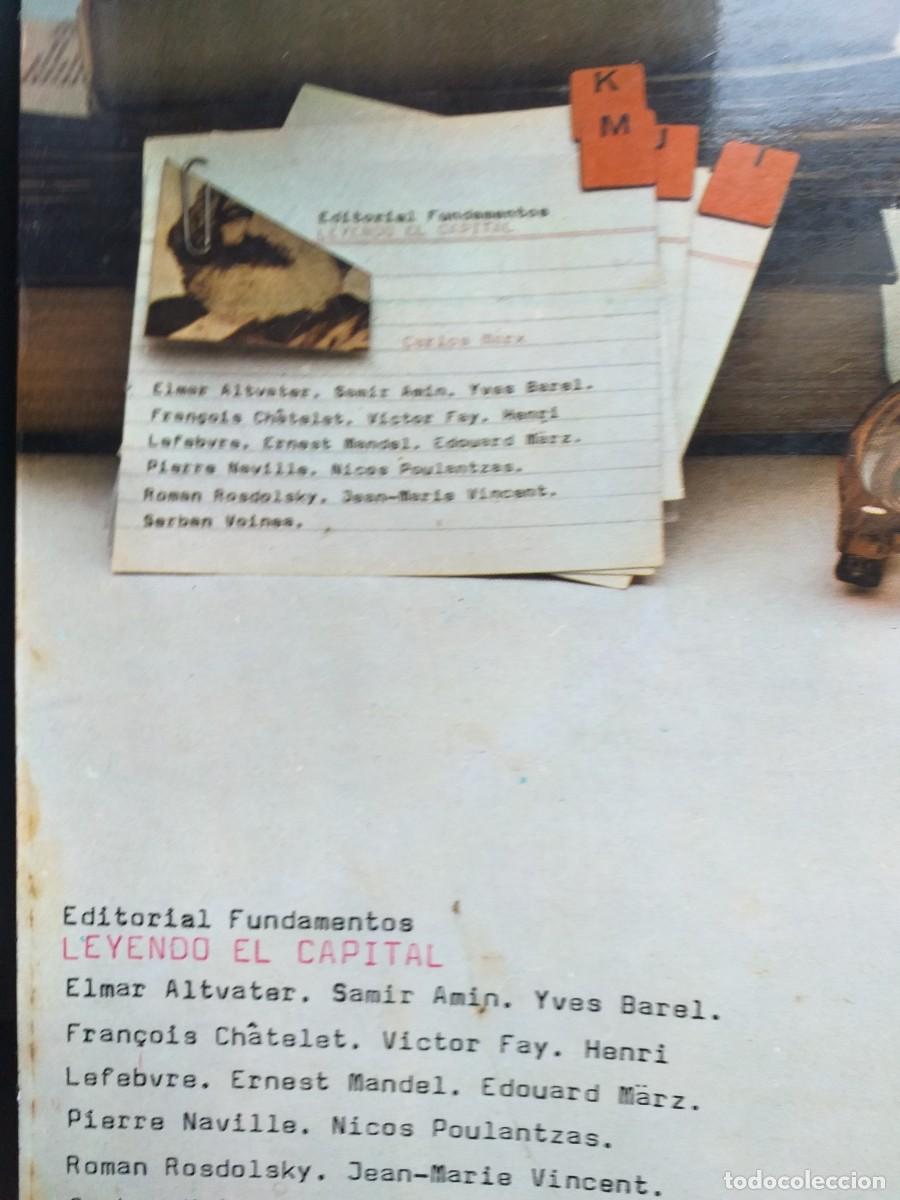 K
M
J
Editorial Fundamentos
LEYENDO EL CAPITAL
Carlos Marx
Elmar Altvater. Samir Amin. Yves Barel.
François Châtelet. Victor Fay. Henri
Lefebvre. Ernest Mandel. Edouard März.
Pierre Naville. Nicos Poulantzas.
Roman Rosdolsky. Jean-Marie Vincent.
Serban Voinea.
Editorial Fundamentos
LEYENDO EL CAPITAL
Elmar Altvater. Samir Amin. Yves Barel.
François Châtelet. Victor Fay. Henri
Lefebvre. Ernest Mandel. Edouard März.
Pierre Naville. Nicos Poulantzas.
Roman Rosdolsky. Jean-Marie Vincent.
todocoleccion